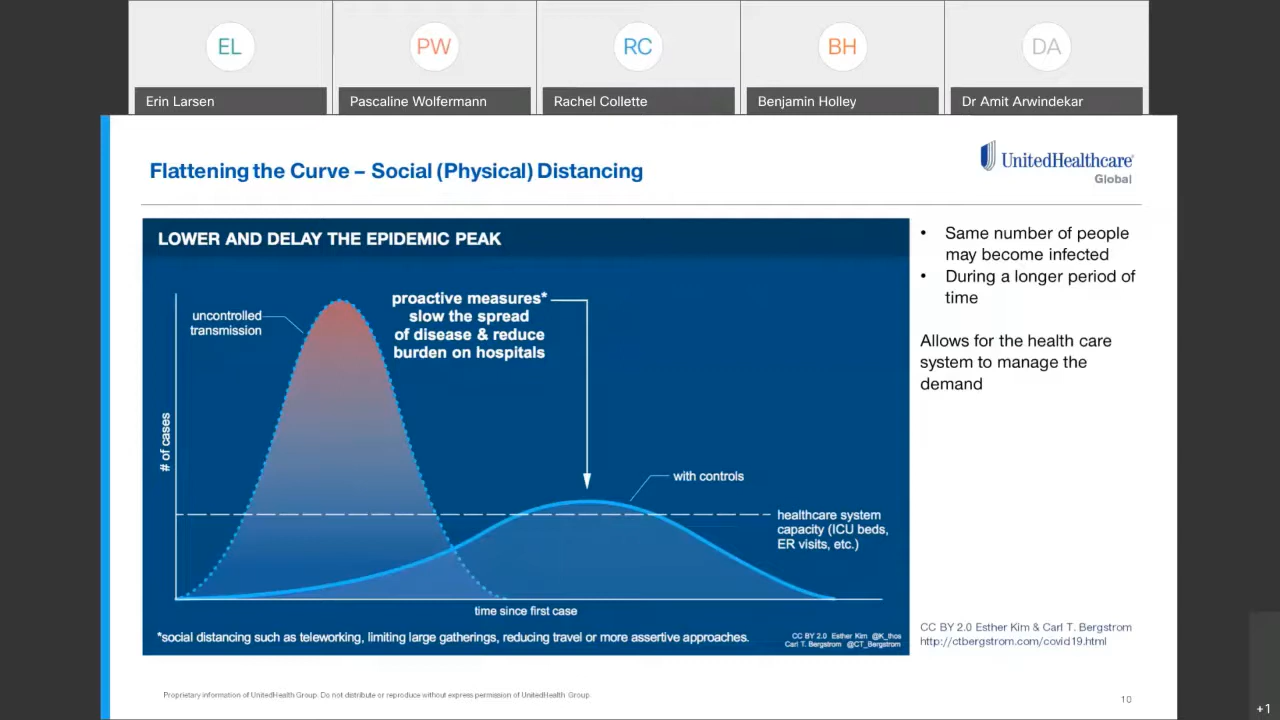 EL
PW
RC
BH
DA
Erin Larsen
Pascaline Wolfermann
Rachel Collette
Benjamin Holley
Dr Amit Arwindekar
Flattening the Curve – Social (Physical) Distancing
UnitedHealthcare
Global
LOWER AND DELAY THE EPIDEMIC PEAK
uncontrolled
transmission
proactive measures*
slow the spread
of disease & reduce
burden on hospitals
# of cases
with controls
healthcare system
capacity (ICU beds,
ER visits, etc.)
time since first case
*social distancing such as teleworking, limiting large gatherings, reducing travel or more assertive approaches.
CC BY 2.0 Esther Kim @K_thos
Carl T. Bergstrom @CT_Bergstrom
• Same number of people
may become infected
• During a longer period of
time
Allows for the health care
system to manage the
demand
CC BY 2.0 Esther Kim & Carl T. Bergstrom
http://ctbergstrom.com/covid19.html
Proprietary information of UnitedHealth Group. Do not distribute or reproduce without express permission of UnitedHealth Group.
10
+1